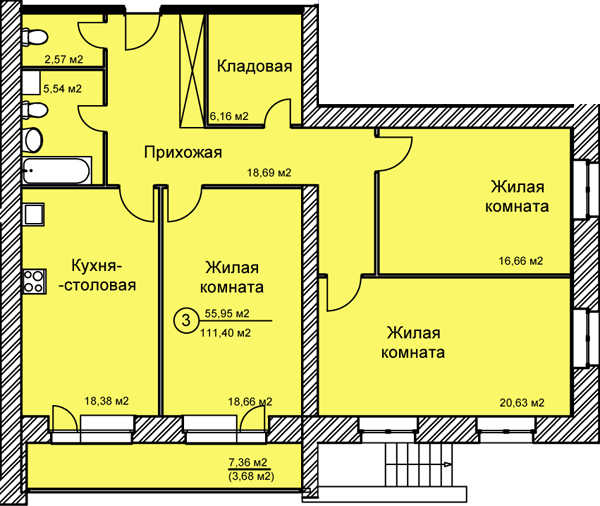 2,57 м2
5,54 м2
Кладовая
6,16 м2
Прихожая
18,69 м2
Жилая
комната
16,66 м2
Кухня-
-столовая
18,38 м2
Жилая
комната
3
55,95 м2
111,40 м2
18,66 м2
Жилая
комната
20,63 м2
7,36 м2
(3,68 м2)